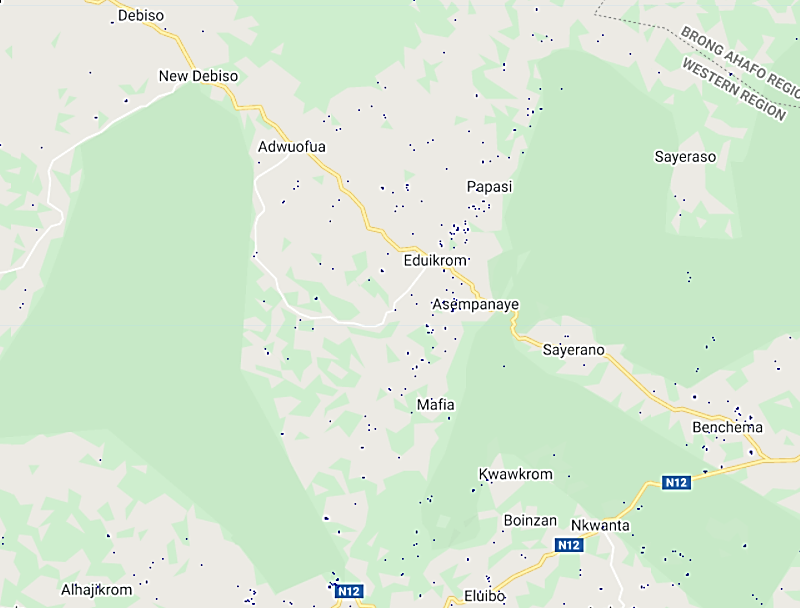 Debiso
BRONG AHAFO REGIO
WESTERN REGION
New Debiso
Adwuofua
Sayeraso
Papasi
Eduikrom
Asempanaye
Sayerano
Mafia
Benchema
Kwawkrom
N12
Boinzan
Nkwanta
N12
Alhajikrom
N12
Eluibo